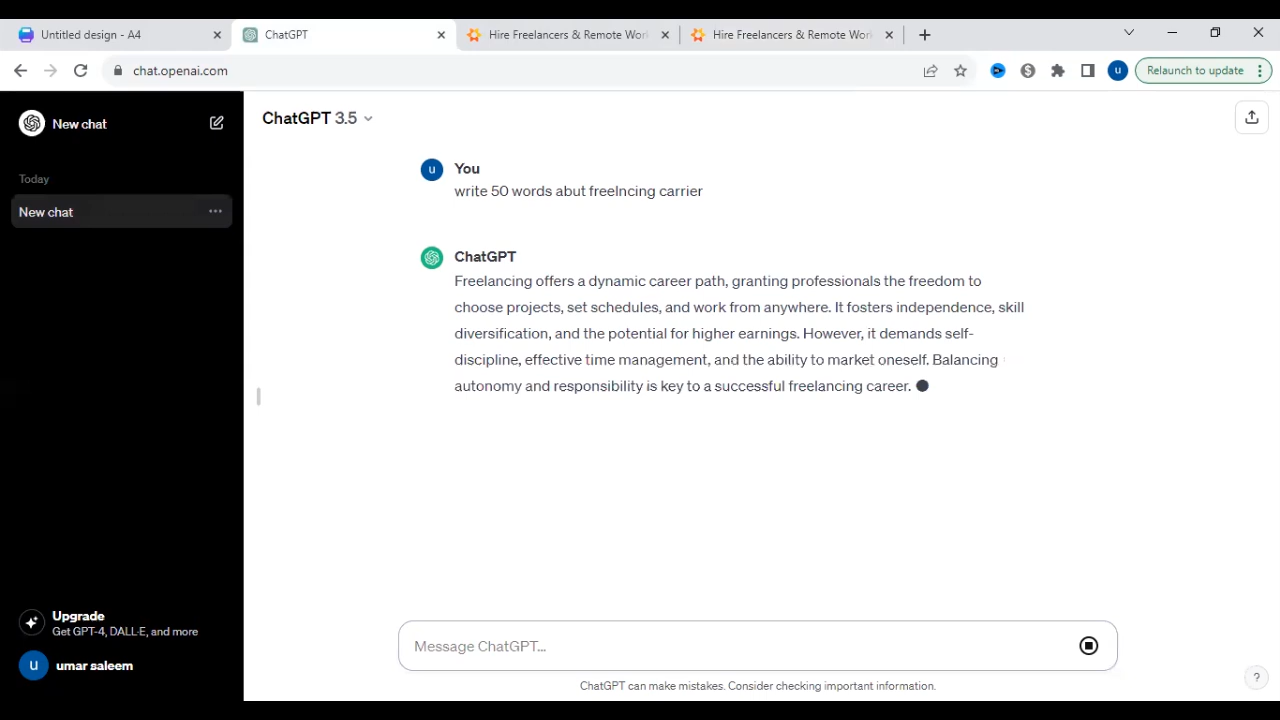 Untitled design - A4
ChatGPT
Hire Freelancers & Remote Wor
Hire Freelancers & Remote Wor
chat.openai.com
u
Relaunch to update
New chat
ChatGPT 3.5
Today
New chat
u
You
write 50 words abut freelncing carrier
ChatGPT
Freelancing offers a dynamic career path, granting professionals the freedom to
choose projects, set schedules, and work from anywhere. It fosters independence, skill
diversification, and the potential for higher earnings. However, it demands self-
discipline, effective time management, and the ability to market oneself. Balancing
autonomy and responsibility is key to a successful freelancing career.
Upgrade
Get GPT-4, DALL·E, and more
u
umar saleem
Message ChatGPT...
ChatGPT can make mistakes. Consider checking important information.
?